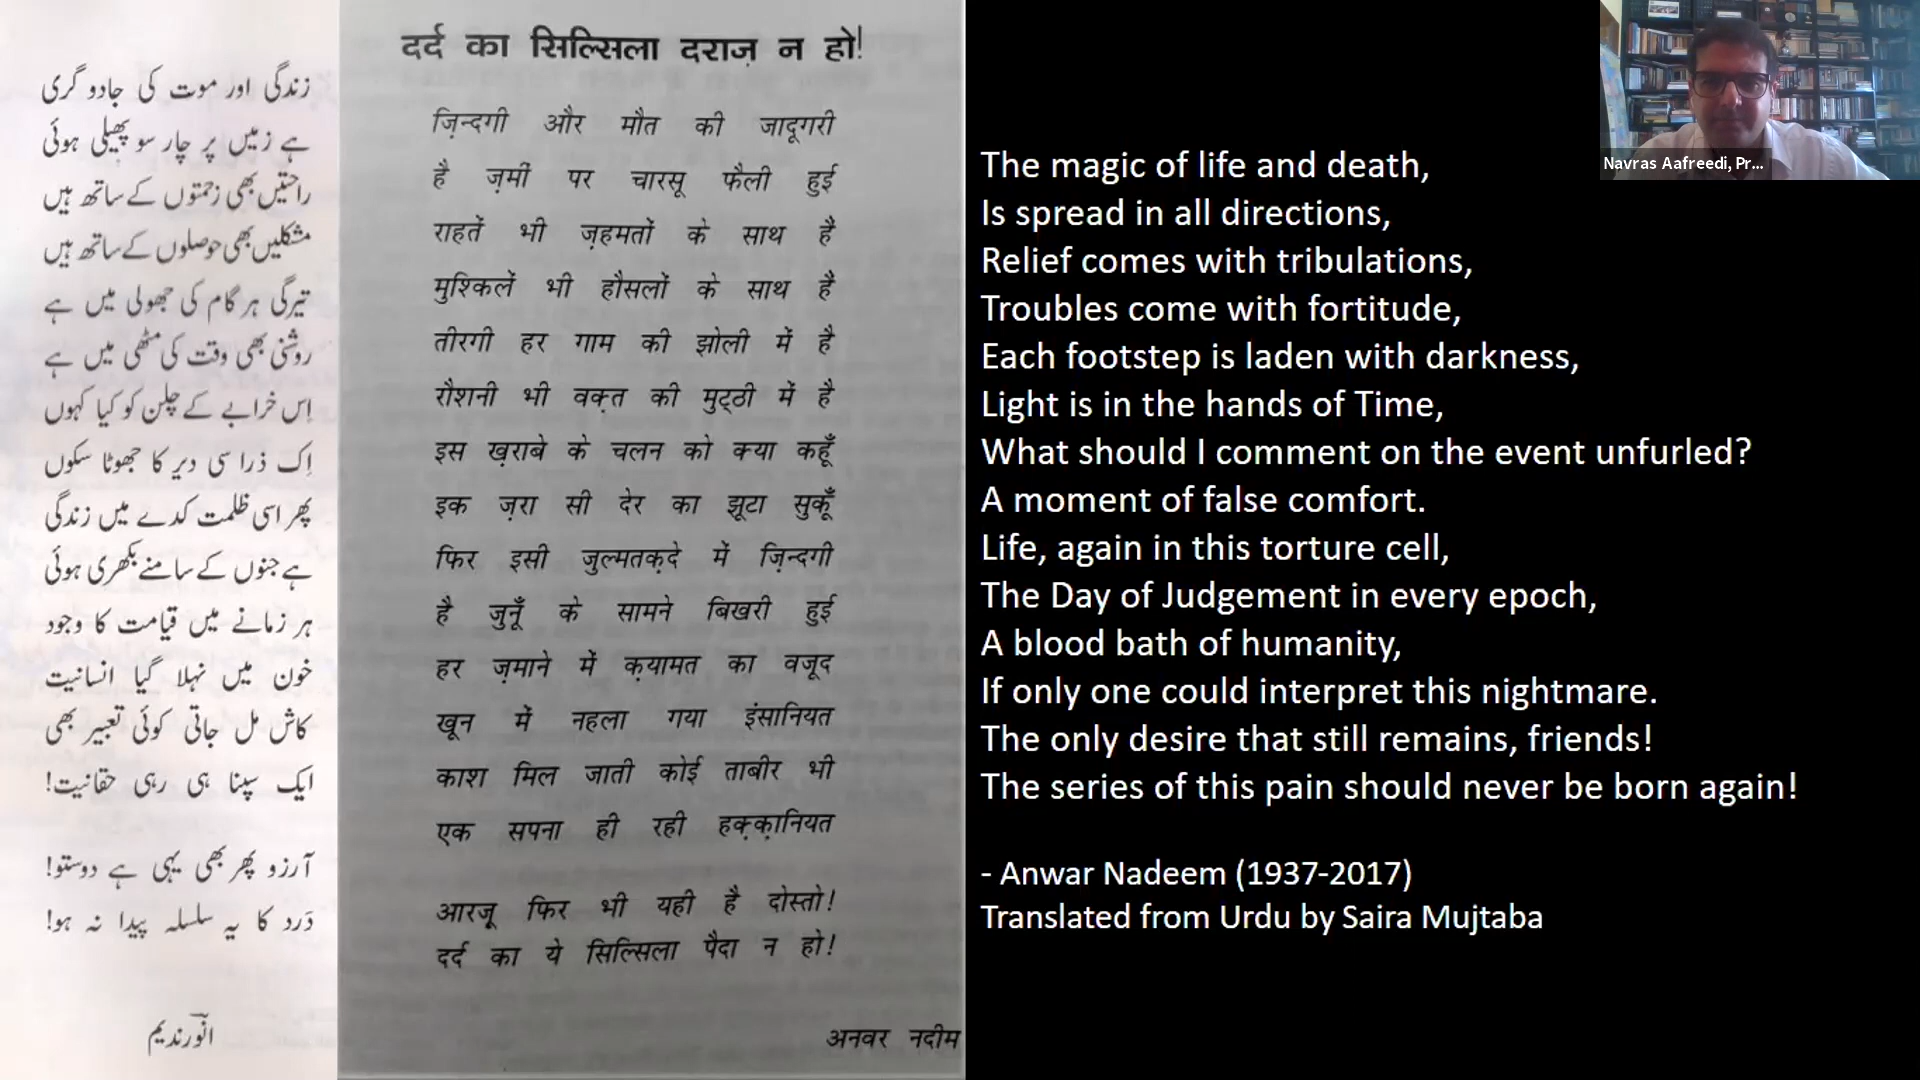 زندگی اور موت کی جادو گری
ہے زمیں پر چار سو پھیلی ہوئی
راحتیں بھی زحمتوں کے ساتھ ہیں
مشکلیں بھی حوصلوں کے ساتھ ہیں
تیرگی ہر گام کی جھولی میں ہے
روشنی بھی وقت کی مٹھی میں ہے
اِس خرابے کے چلن کو کیا کہوں
اِک ذرا سی دیر کا جھوٹا سکوں
پھر اسی ظلمت کدے میں زندگی
ہے جنوں کے سامنے بکھری ہوئی
ہر زمانے میں قیامت کا وجود
خون میں نہلا گیا انسانیت
کاش مل جاتی کوئی تعبیر بھی
ایک سپنا ہی رہی حقانیت!
آرزو پھر بھی یہی ہے دوستو!
دَرد کا یہ سلسلہ پیدا نہ ہو!
انوؔر ندیم
दर्द का सिल्सिला दराज़ न हो!
ज़िन्दगी और मौत की जादूगरी
है ज़मीं पर चारसू फैली हुई
राहतें भी ज़हमतों के साथ हैं
मुश्किलें भी हौसलों के साथ हैं
तीरगी हर गाम की झोली में है
रौशनी भी वक़्त की मुट्ठी में है
इस ख़राबे के चलन को क्या कहूँ
इक ज़रा सी देर का झूटा सुकूँ
फिर इसी जुल्मतक़दे में ज़िन्दगी
है जुनूँ के सामने बिखरी हुई
हर ज़माने में क़यामत का वजूद
खून में नहला गया इंसानियत
काश मिल जाती कोई ताबीर भी
एक सपना ही रही हक़्क़ानियत
आरजू फिर भी यही है दोस्तो!
दर्द का ये सिल्सिला पैदा न हो!
अनवर नदीम
The magic of life and death,
Is spread in all directions,
Relief comes with tribulations,
Troubles come with fortitude,
Each footstep is laden with darkness,
Light is in the hands of Time,
What should I comment on the event unfurled?
A moment of false comfort.
Life, again in this torture cell,
The Day of Judgement in every epoch,
A blood bath of humanity,
If only one could interpret this nightmare.
The only desire that still remains, friends!
The series of this pain should never be born again!
- Anwar Nadeem (1937-2017)
Translated from Urdu by Saira Mujtaba
Navras Aafreedi, Pr...